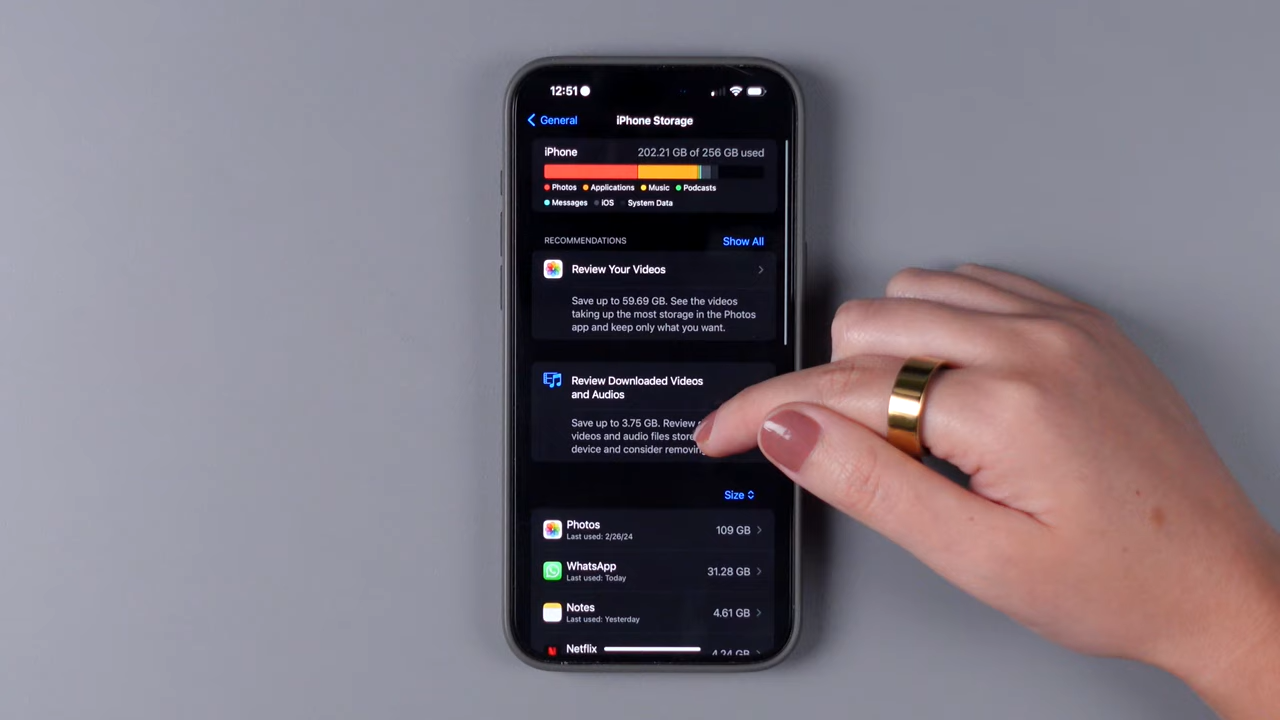 12:51
General
iPhone Storage
iPhone
202.21 GB of 256 GB used
Photos Applications Music Podcasts
Messages iOS System Data
RECOMMENDATIONS
Show All
Review Your Videos
Save up to 59.69 GB. See the videos
taking up the most storage in the Photos
app and keep only what you want.
Review Downloaded Videos
and Audios
Save up to 3.75 GB. Review
videos and audio files
device and consider
Size
Photos
109 GB
Last used: 2/26/24
WhatsApp
31.28 GB
Last used: Today
Notes
4.61 GB
Last used: Yesterday
Netflix
4.24 GB